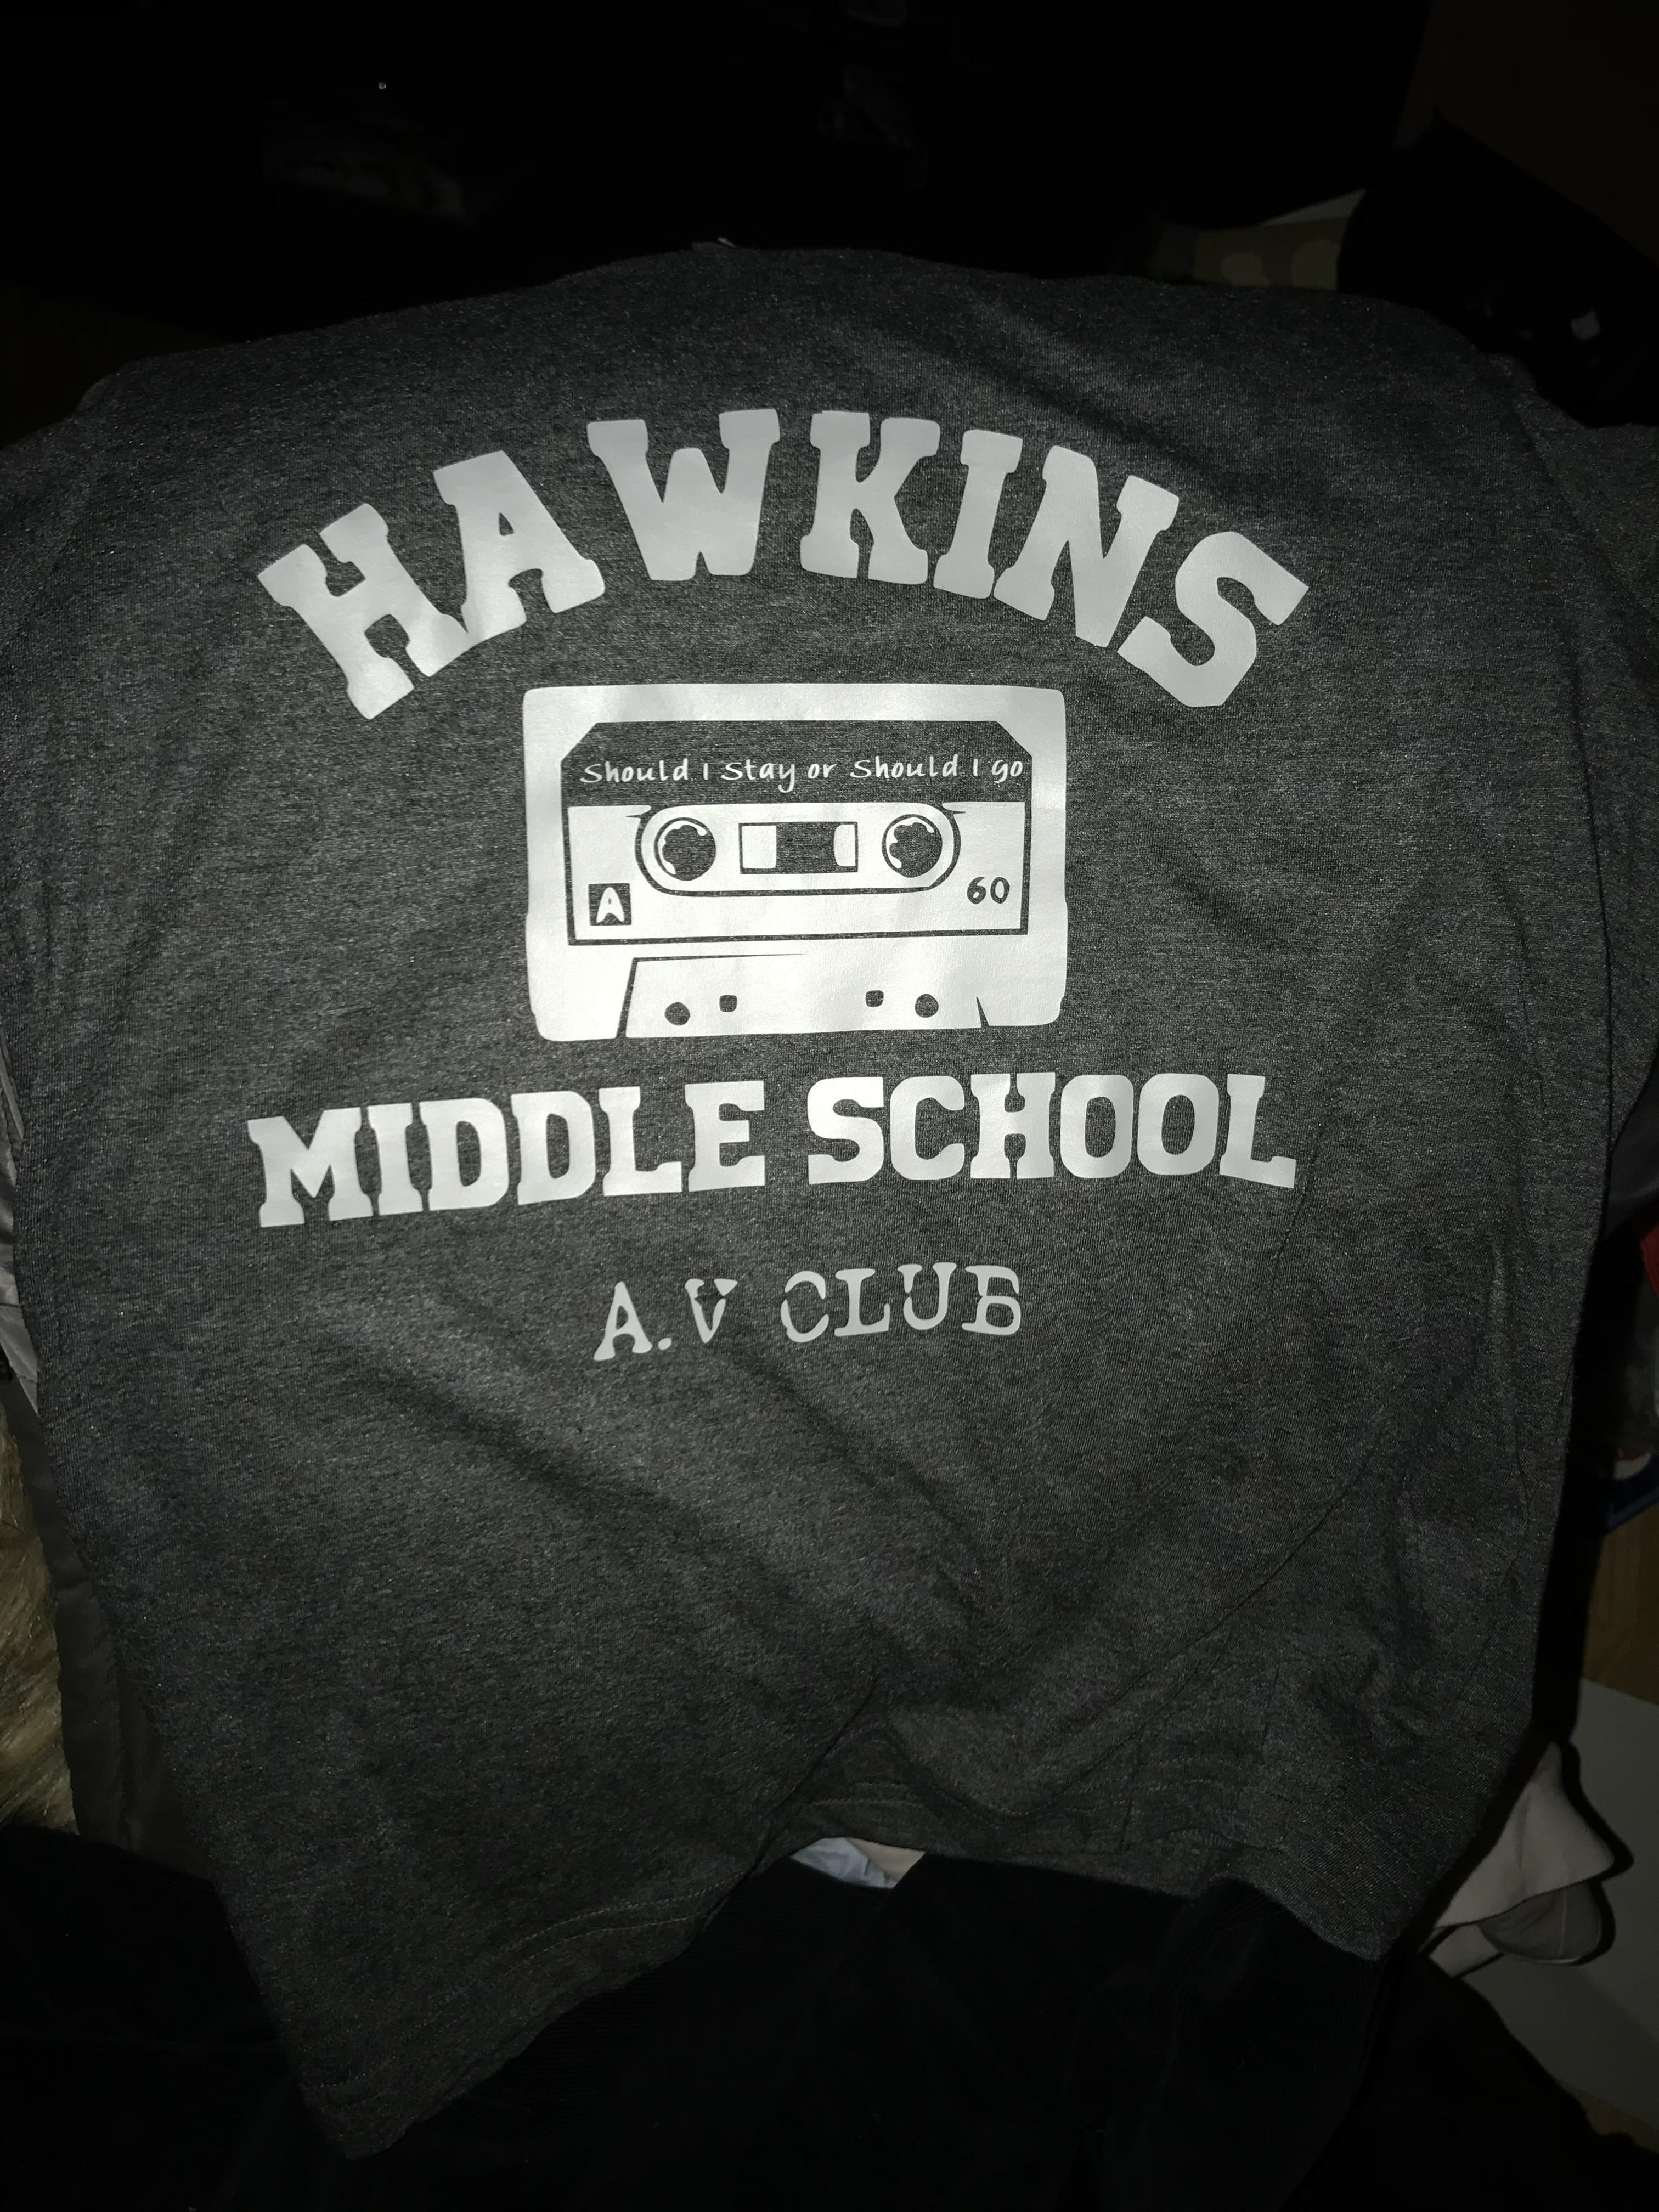 HAWKINS
Should I Stay or Should I go
A
60
MIDDLE SCHOOL
A.V CLUB